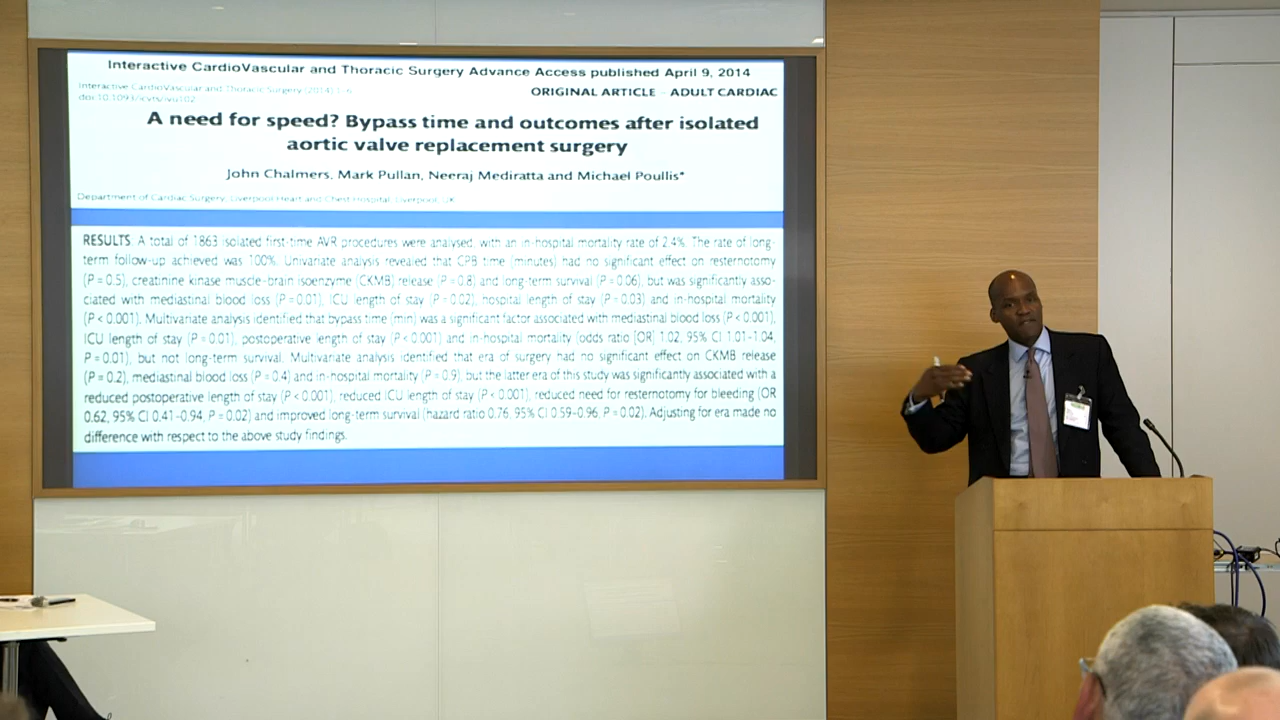 Interactive CardioVascular and Thoracic Surgery Advance Access published April 9, 2014
Interactive CardioVascular and Thoracic Surgery (2014) 1–6
doi:10.1093/icvts/ivu102
ORIGINAL ARTICLE – ADULT CARDIAC
A need for speed? Bypass time and outcomes after isolated
aortic valve replacement surgery
John Chalmers, Mark Pullan, Neeraj Mediratta and Michael Poullis*
Department of Cardiac Surgery, Liverpool Heart and Chest Hospital, Liverpool, UK
RESULTS: A total of 1863 isolated first-time AVR procedures were analysed, with an in-hospital mortality rate of 2.4%. The rate of long-
term follow-up achieved was 100%. Univariate analysis revealed that CPB time (minutes) had no significant effect on resternotomy
(P = 0.5), creatinine kinase muscle-brain isoenzyme (CKMB) release (P = 0.8) and long-term survival (P = 0.06), but was significantly asso-
ciated with mediastinal blood loss (P = 0.01), ICU length of stay (P = 0.02), hospital length of stay (P = 0.03) and in-hospital mortality
(P < 0.001). Multivariate analysis identified that bypass time (min) was a significant factor associated with mediastinal blood loss (P < 0.001),
ICU length of stay (P = 0.01), postoperative length of stay (P < 0.001) and in-hospital mortality (odds ratio [OR] 1.02, 95% CI 1.01–1.04,
P = 0.01), but not long-term survival. Multivariate analysis identified that era of surgery had no significant effect on CKMB release
(P = 0.2), mediastinal blood loss (P = 0.4) and in-hospital mortality (P = 0.9), but the latter era of this study was significantly associated with a
reduced postoperative length of stay (P < 0.001), reduced ICU length of stay (P < 0.001), reduced need for resternotomy for bleeding (OR
0.62, 95% CI 0.41–0.94, P = 0.02) and improved long-term survival (hazard ratio 0.76, 95% CI 0.59–0.96, P = 0.02). Adjusting for era made no
difference with respect to the above study findings.